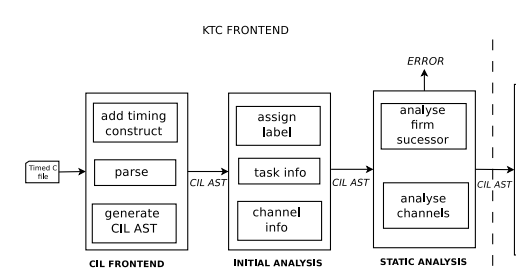 KTC FRONTEND
ERROR
add timing
construct
parse
generate
CIL AST
assign
label
task info
channel
info
analyse
firm
sucessor
analyse
channels
Timed C
file
CIL AST
CIL AST
CIL AST
CIL FRONTEND
INITIAL ANALYSIS
STATIC ANALYSIS